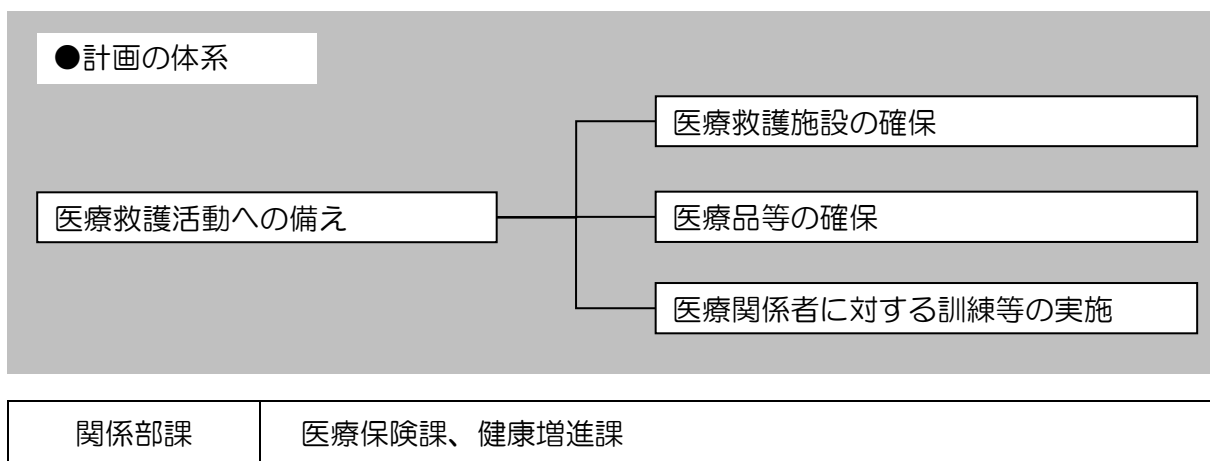 ●計画の体系
医療救護施設の確保
医療救護活動への備え
医療品等の確保
医療関係者に対する訓練等の実施
関係部課 医療保険課、健康増進課